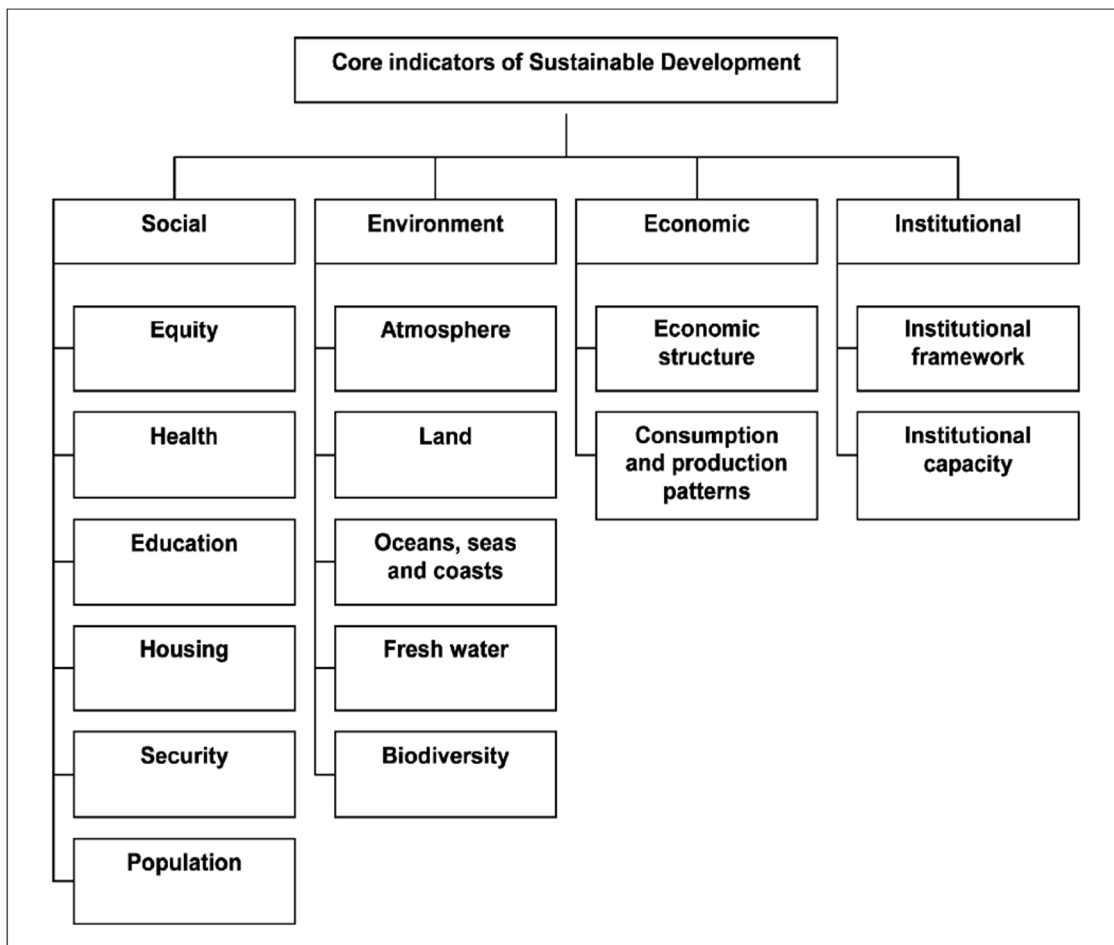 Core indicators of Sustainable Development
Social
Environment
Economic
Institutional
Equity
Health
Education
Housing
Security
Population
Atmosphere
Land
Oceans, seas
and coasts
Fresh water
Biodiversity
Economic
structure
Consumption
and production
patterns
Institutional
framework
Institutional
capacity